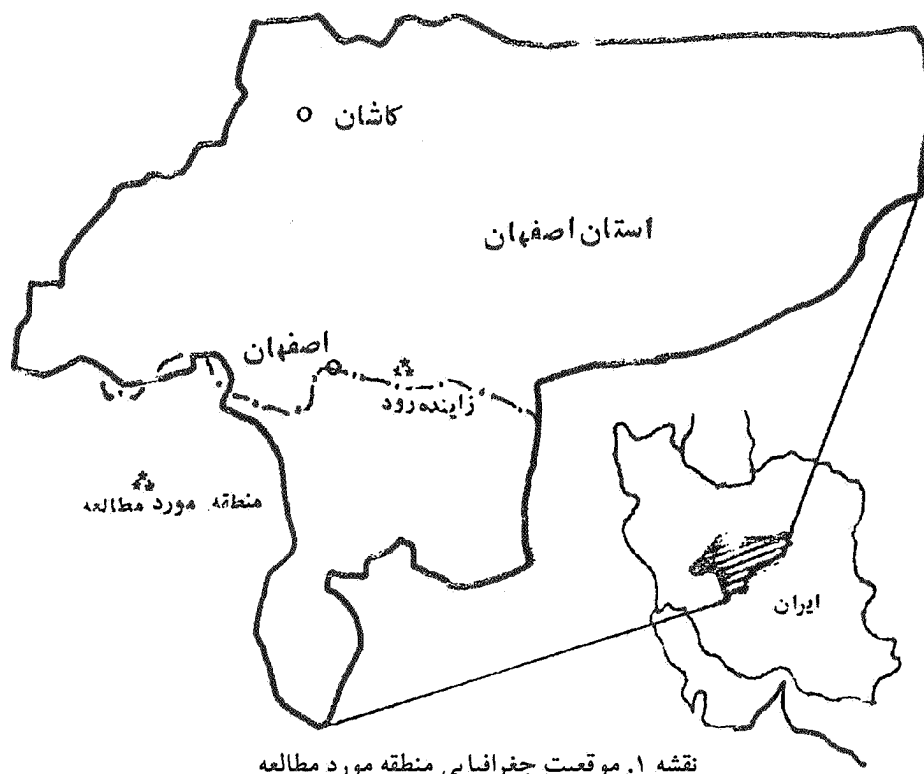 کاشان
استان اصفهان
اصفهان
زاینده رود
منطقه مورد مطالعه
ایران
نقشه ۱. موقعیت جغرافیایی منطقه مورد مطالعه